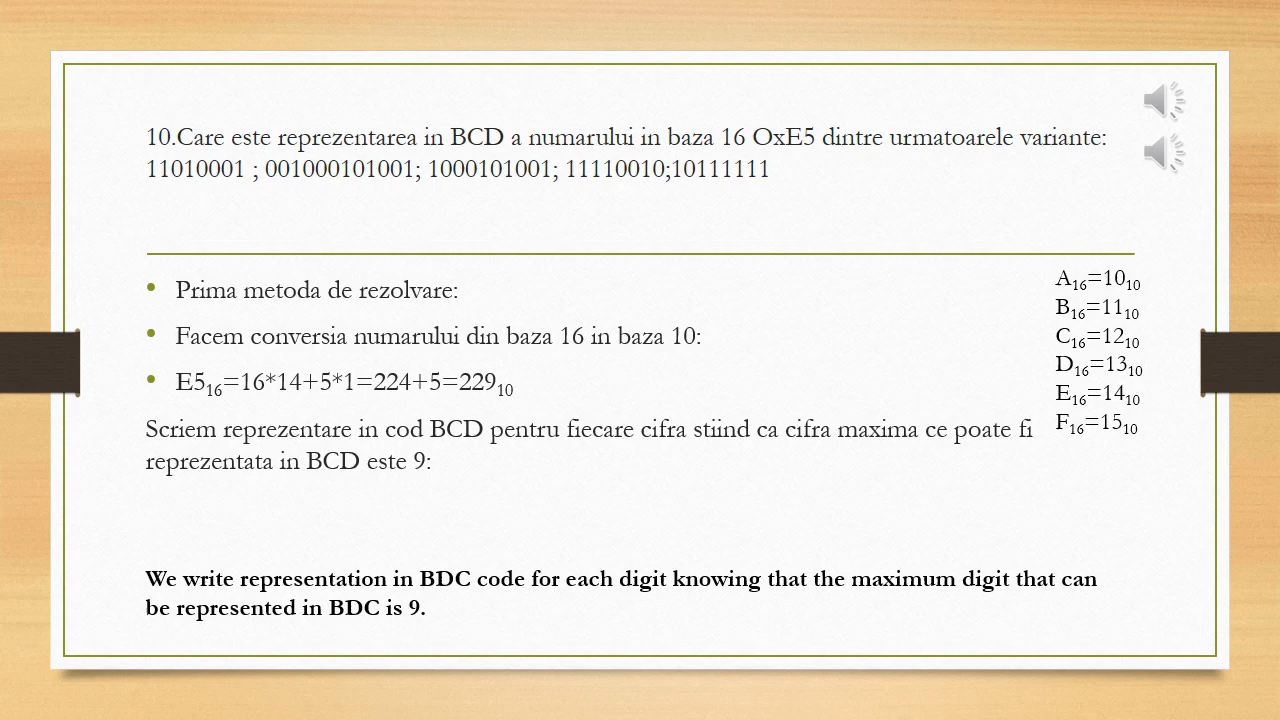 10.Care este reprezentarea in BCD a numarului in baza 16 OxE5 dintre urmatoarele variante:
11010001 ; 001000101001; 1000101001; 11110010;10111111
• Prima metoda de rezolvare:
• Facem conversia numarului din baza 16 in baza 10:
• E5₁₆=16*14+5*1=224+5=229₁₀
Scriem reprezentare in cod BCD pentru fiecare cifra stiind ca cifra maxima ce poate fi
reprezentata in BCD este 9:
A₁₆=10₁₀
B₁₆=11₁₀
C₁₆=12₁₀
D₁₆=13₁₀
E₁₆=14₁₀
F₁₆=15₁₀
We write representation in BDC code for each digit knowing that the maximum digit that can
be represented in BDC is 9.